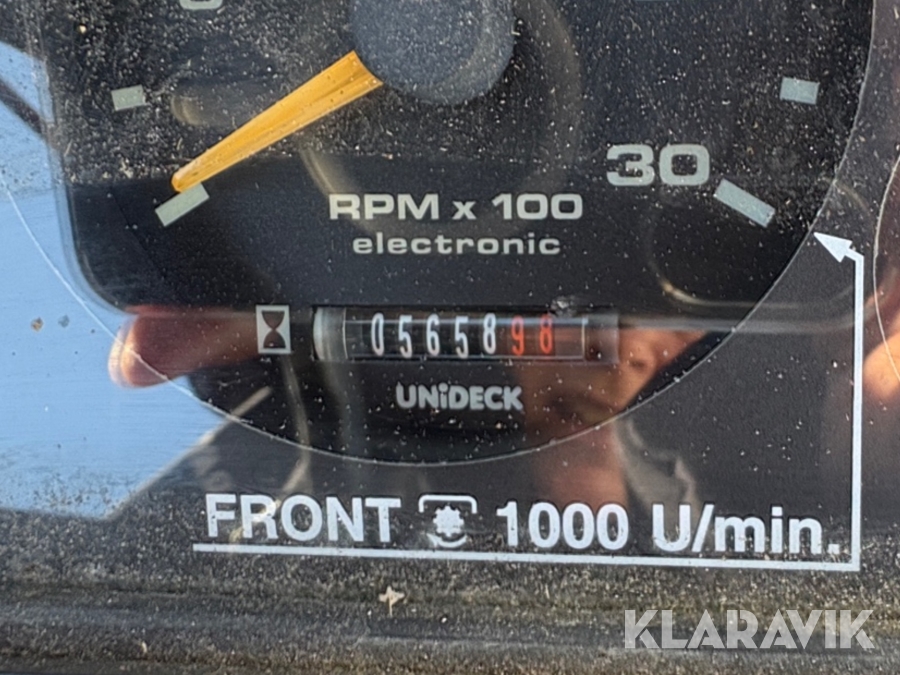 30
RPM x 100
electronic
0565898
UNiDECK
FRONT 1000 U/min.
KLARAVIK